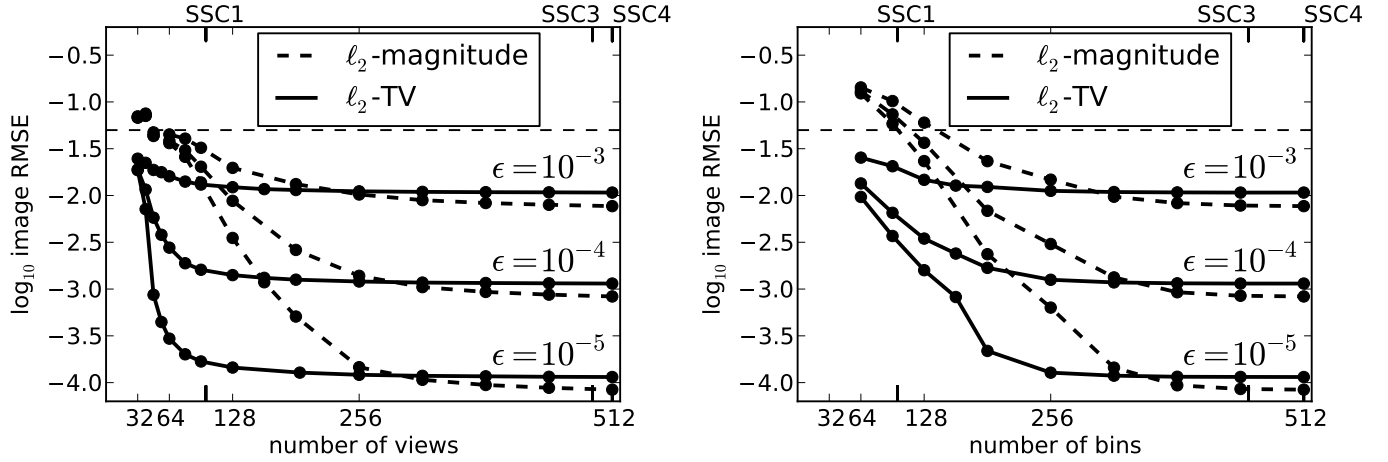 SSC1 SSC3 SSC4
−0.5
−1.0
−1.5
−2.0
−2.5
−3.0
−3.5
−4.0
log₁₀ image RMSE
ℓ₂-magnitude
ℓ₂-TV
ϵ=10⁻³
ϵ=10⁻⁴
ϵ=10⁻⁵
32 64 128 256 512
number of views
SSC1 SSC3 SSC4
−0.5
−1.0
−1.5
−2.0
−2.5
−3.0
−3.5
−4.0
log₁₀ image RMSE
ℓ₂-magnitude
ℓ₂-TV
ϵ=10⁻³
ϵ=10⁻⁴
ϵ=10⁻⁵
32 64 128 256 512
number of bins